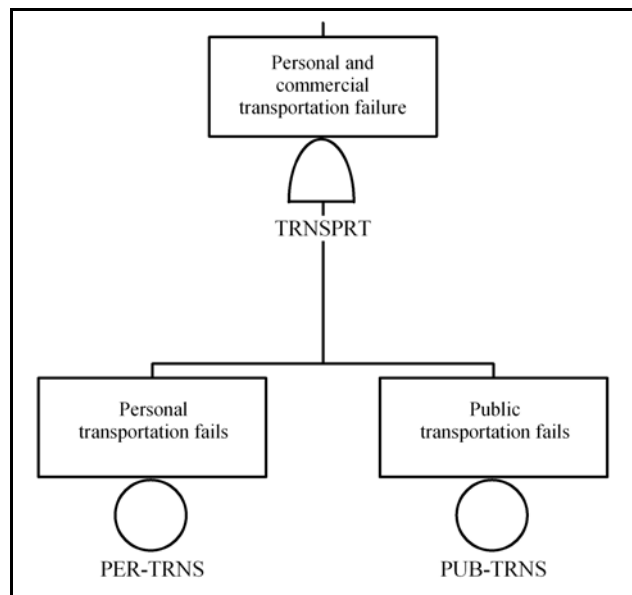 Personal and
commercial
transportation failure
TRNSPRT
Personal
transportation fails
Public
transportation fails
PER-TRNS
PUB-TRNS